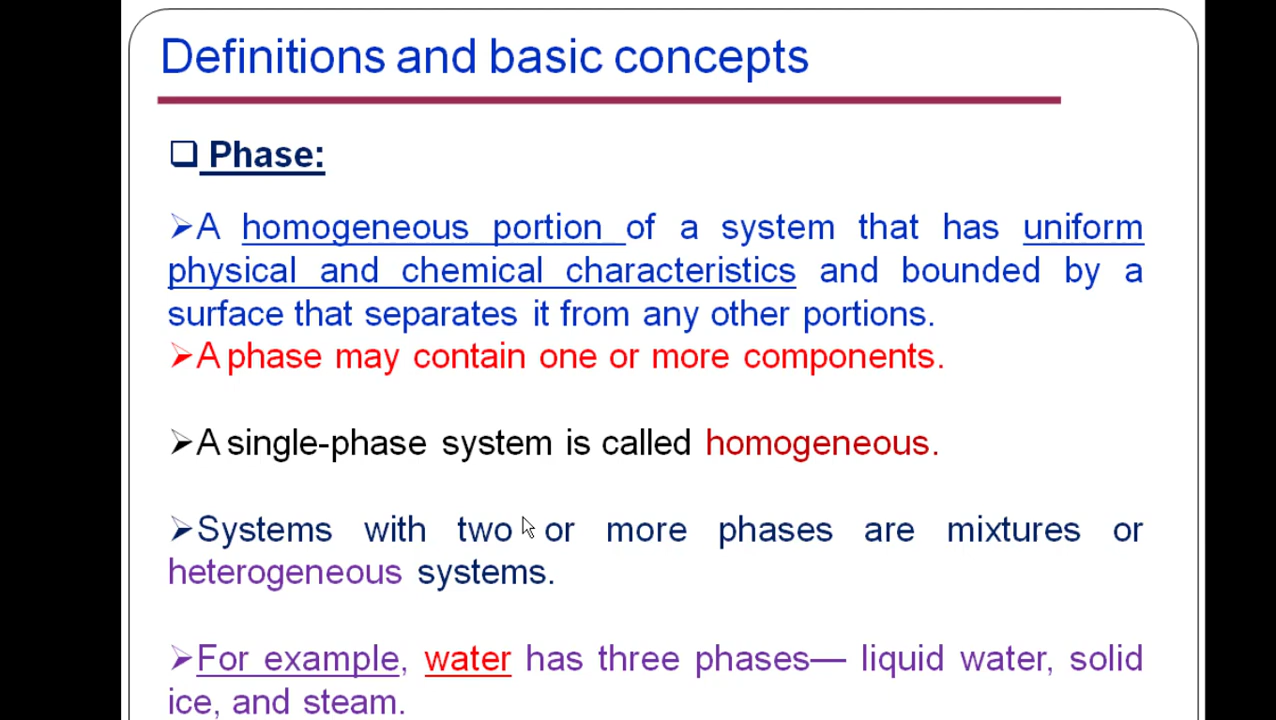 Definitions and basic concepts
Phase:
A homogeneous portion of a system that has uniform
physical and chemical characteristics and bounded by a
surface that separates it from any other portions.
A phase may contain one or more components.
A single-phase system is called homogeneous.
Systems with two or more phases are mixtures or
heterogeneous systems.
For example, water has three phases— liquid water, solid
ice, and steam.